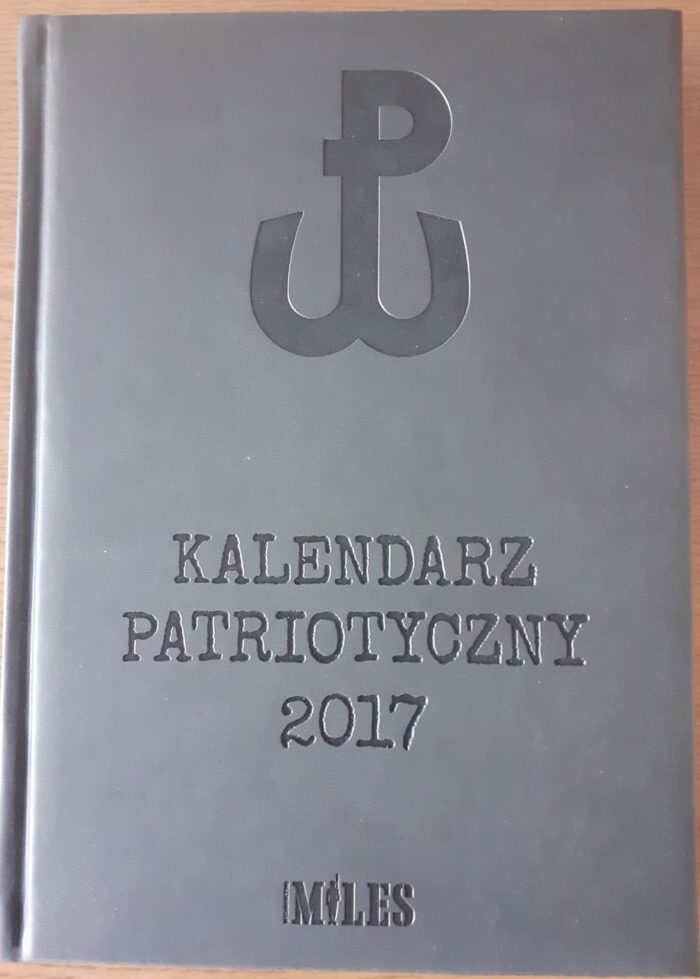 KALENDARZ
PATRIOTYCZNY
2017
MILES